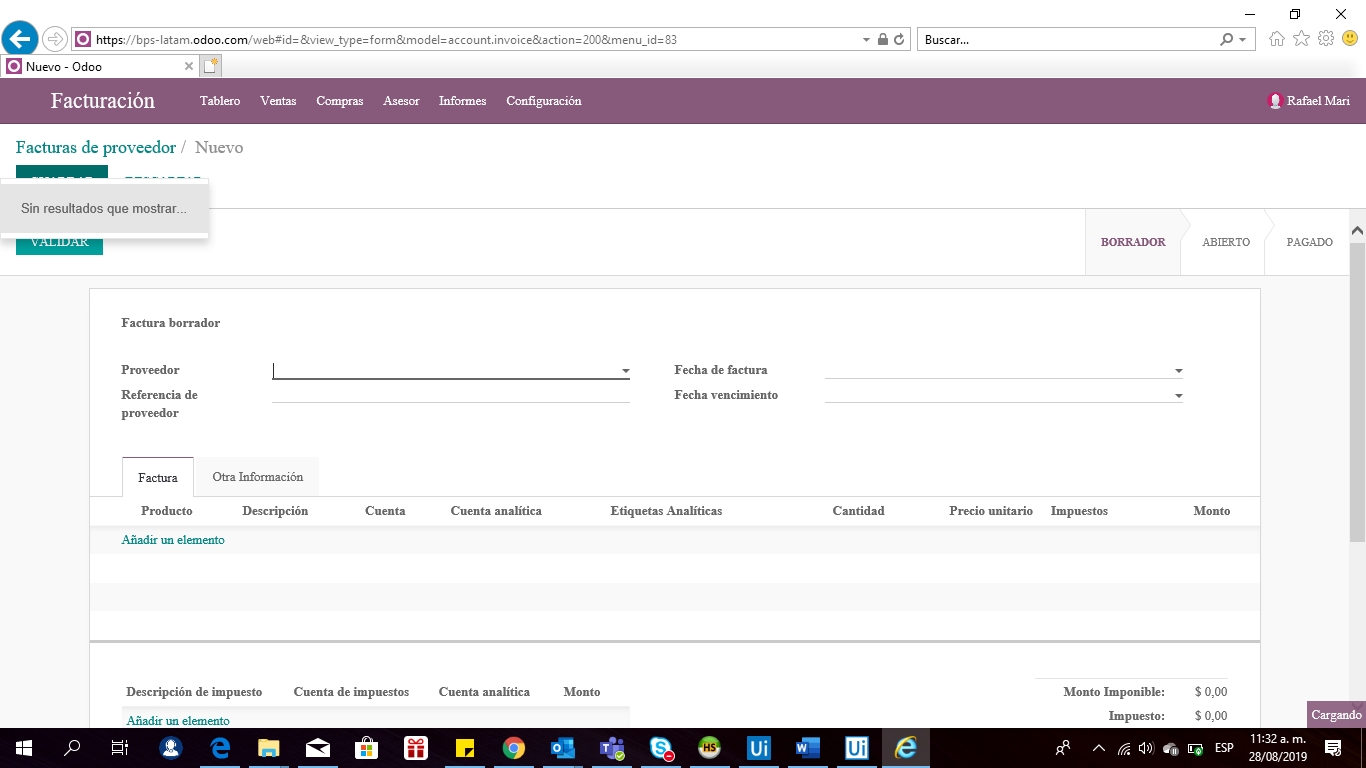 https://bps-latam.odoo.com/web#id=&view_type=form&model=account.invoice&action=200&menu_id=83
Buscar...
Nuevo - Odoo
Facturación Tablero Ventas Compras Asesor Informes Configuración Rafael Mari
Facturas de proveedor / Nuevo
Sin resultados que mostrar...
VALIDAR
BORRADOR ABIERTO PAGADO
Factura borrador
Proveedor
Fecha de factura
Referencia de
proveedor
Fecha vencimiento
Factura Otra Información
Producto Descripción Cuenta Cuenta analítica Etiquetas Analíticas Cantidad Precio unitario Impuestos Monto
Añadir un elemento
Descripción de impuesto Cuenta de impuestos Cuenta analítica Monto
Añadir un elemento
Monto Imponible: $ 0,00
Impuesto: $ 0,00
Cargando
HS
Ui
Ui
ESP
11:32 a. m.
28/08/2019